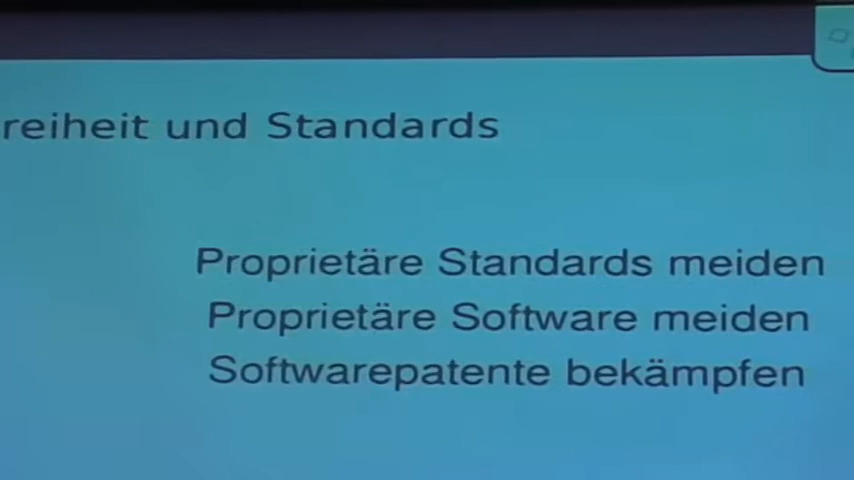 reiheit und Standards
Proprietäre Standards meiden
Proprietäre Software meiden
Softwarepatente bekämpfen